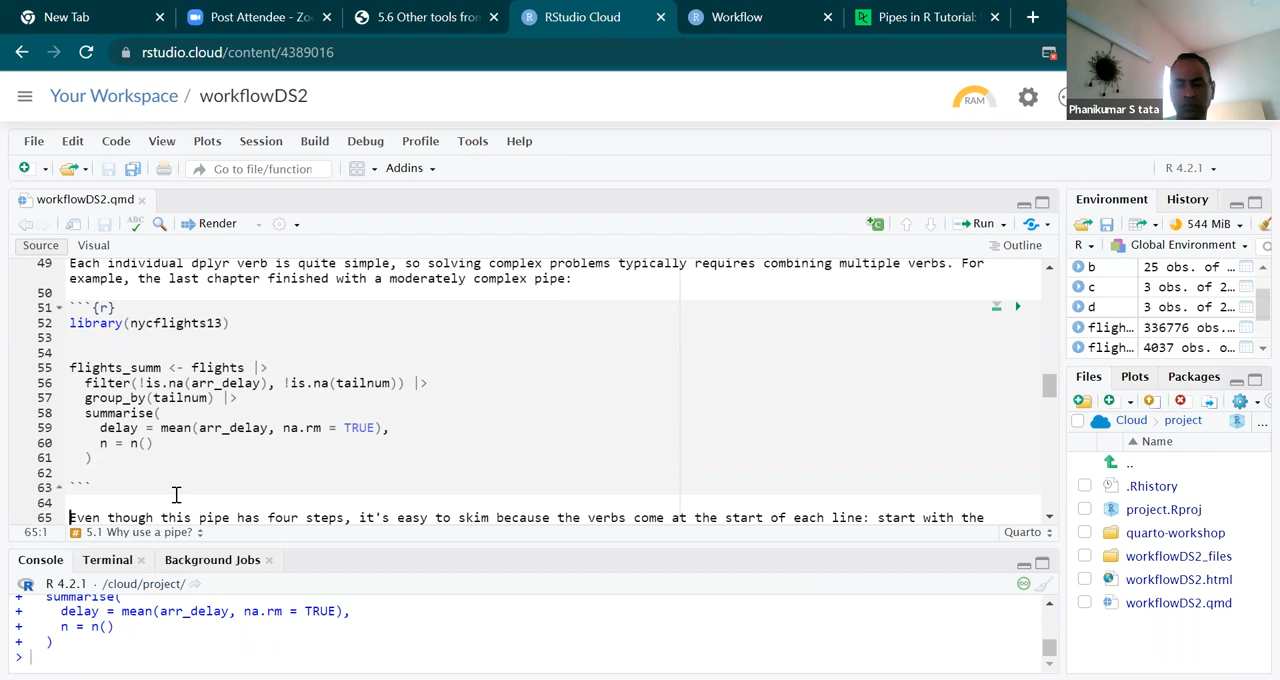 New Tab
Post Attendee - Zo
5.6 Other tools from
RStudio Cloud
Workflow
Pipes in R Tutorial:
rstudio.cloud/content/4389016
Phanikumar S tata
Your Workspace / workflowDS2
RAM
File Edit Code View Plots Session Build Debug Profile Tools Help
Go to file/function Addins R 4.2.1
workflowDS2.qmd
ABC Render Run
Source Visual Outline
49 Each individual dplyr verb is quite simple, so solving complex problems typically requires combining multiple verbs. For
example, the last chapter finished with a moderately complex pipe:
50
51 ```{r}
52 library(nycflights13)
53
54
55 flights_summ <- flights |>
56 filter(!is.na(arr_delay), !is.na(tailnum)) |>
57 group_by(tailnum) |>
58 summarise(
59 delay = mean(arr_delay, na.rm = TRUE),
60 n = n()
61 )
62
63 ```
64
65 Even though this pipe has four steps, it's easy to skim because the verbs come at the start of each line: start with the
65:1 # 5.1 Why use a pipe? Quarto
Console Terminal Background Jobs
R 4.2.1 · /cloud/project/
+ summarise(
+ delay = mean(arr_delay, na.rm = TRUE),
+ n = n()
+ )
>
Environment History
544 MiB
R Global Environment
b 25 obs. of …
c 3 obs. of 2…
d 3 obs. of 2…
fligh… 336776 obs.…
fligh… 4037 obs. o…
Files Plots Packages
Cloud project ...
Name
..
.Rhistory
project.Rproj
quarto-workshop
workflowDS2_files
workflowDS2.html
workflowDS2.qmd